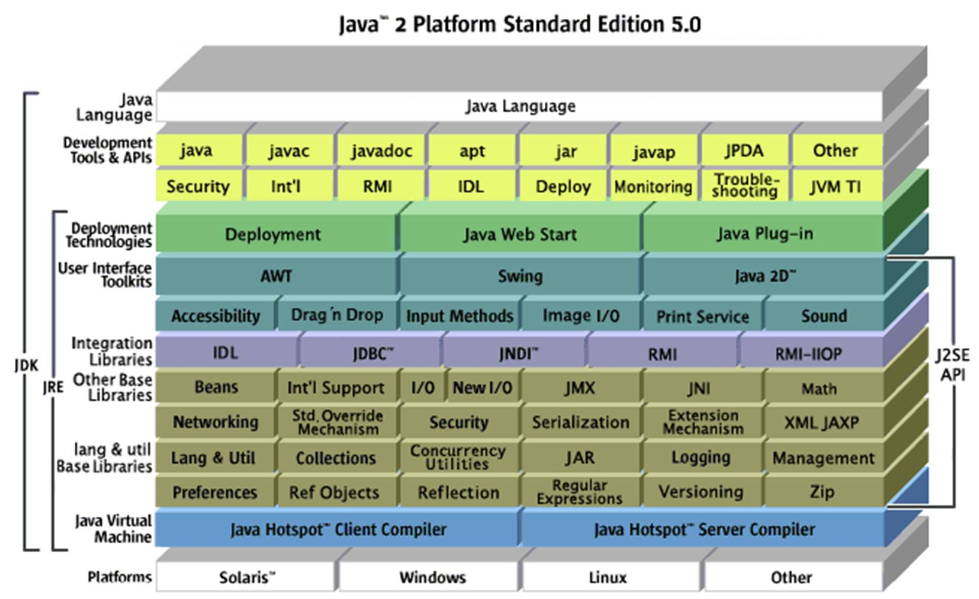 Java™ 2 Platform Standard Edition 5.0
Java
Language
Java Language
Development
Tools & APIs
java javac javadoc apt jar javap JPDA Other
Security Int'l RMI IDL Deploy Monitoring Trouble-
shooting JVM TI
Deployment
Technologies
Deployment Java Web Start Java Plug-in
User Interface
Toolkits
AWT Swing Java 2D™
Accessibility Drag 'n Drop Input Methods Image I/O Print Service Sound
Integration
Libraries
IDL JDBC™ JNDI™ RMI RMI-IIOP
JDK
JRE
J2SE
API
Other Base
Libraries
Beans Int'l Support I/O New I/O JMX JNI Math
Networking Std. Override
Mechanism Security Serialization Extension
Mechanism XML JAXP
lang & util
Base Libraries
Lang & Util Collections Concurrency
Utilities JAR Logging Management
Preferences Ref Objects Reflection Regular
Expressions Versioning Zip
Java Virtual
Machine
Java Hotspot™ Client Compiler Java Hotspot™ Server Compiler
Platforms
Solaris™ Windows Linux Other